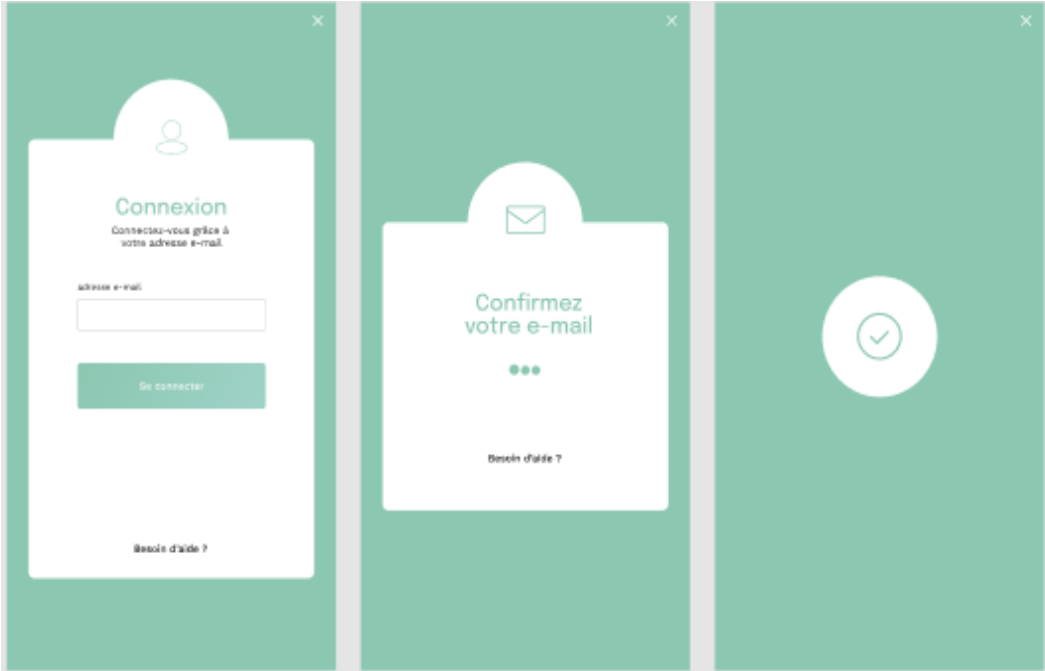 Connexion
Connectez-vous grâce à
votre adresse e-mail
adresse e-mail
Se connecter
Besoin d'aide ?
Confirmez
votre e-mail
Besoin d'aide ?